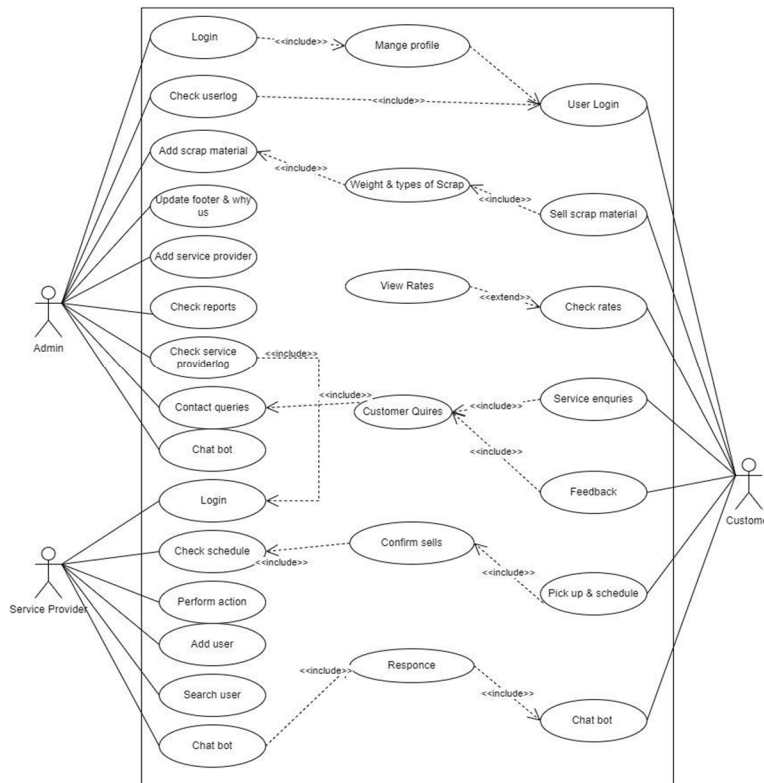 Login
<<include>>
Mange profile
Check userlog
<<include>>
User Login
Add scrap material
<<include>>
Weight & types of Scrap
<<include>>
Sell scrap material
Update footer & why
us
Add service provider
View Rates
<<extend>>
Check rates
Check reports
Admin
Check service
providerlog
<<include>>
<<include>>
Contact queries
Customer Quires
<<include>>
Service enquries
Chat bot
<<include>>
Feedback
Login
Custome
Check schedule
<<include>>
Confirm sells
<<include>>
Pick up & schedule
Service Provider
Perform action
Add user
Search user
<<include>>
Responce
<<include>>
Chat bot
Chat bot